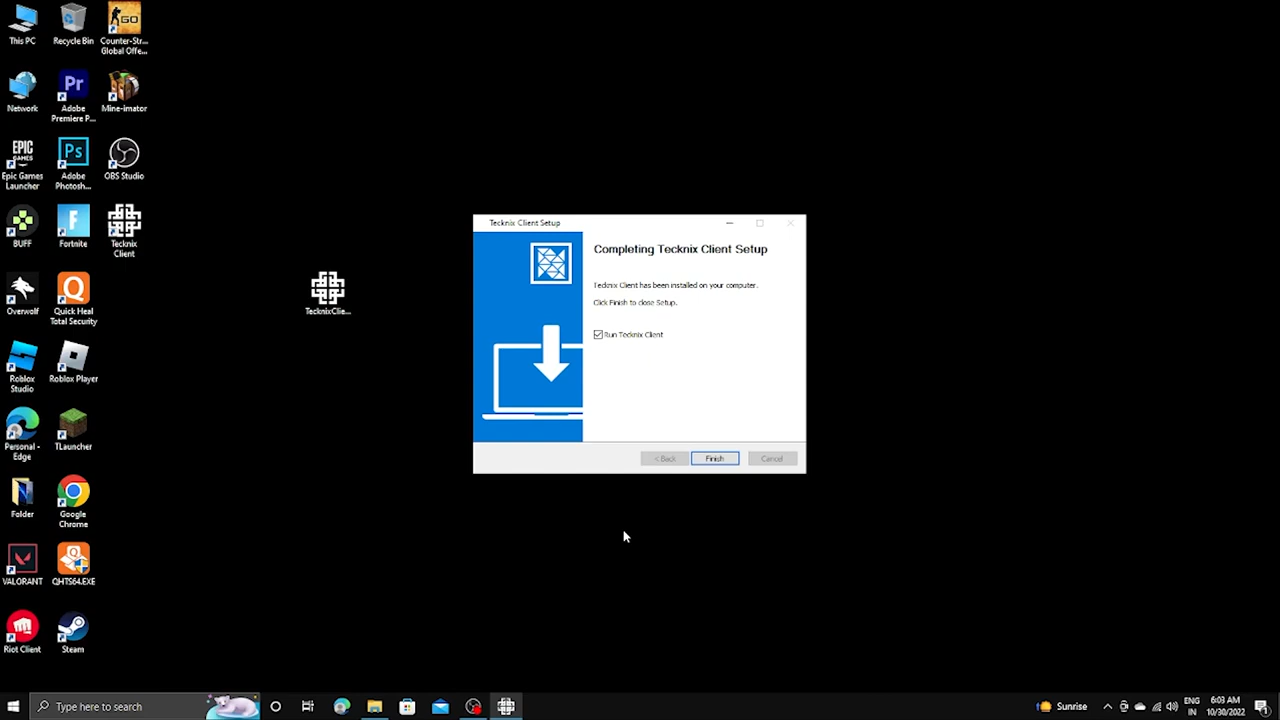 This PC
Recycle Bin
Counter-Str...
Global Offe...
GO
Network
Pr
Adobe
Premiere P...
Mine-imator
EPIC
GAMES
Epic Games
Launcher
Ps
Adobe
Photosh...
OBS Studio
BUFF
F
Fortnite
Tecknix
Client
Overwolf
Q
Quick Heal
Total Security
TecknixClie...
Roblox
Studio
Roblox Player
Personal -
Edge
TLauncher
N
Folder
Google
Chrome
VALORANT
QHTS64.EXE
Riot Client
Steam
Tecknix Client Setup
Completing Tecknix Client Setup
Tecknix Client has been installed on your computer.
Click Finish to close Setup.
Run Tecknix Client
< Back
Finish
Cancel
Type here to search
Sunrise
ENG
IN
6:03 AM
10/30/2022
1